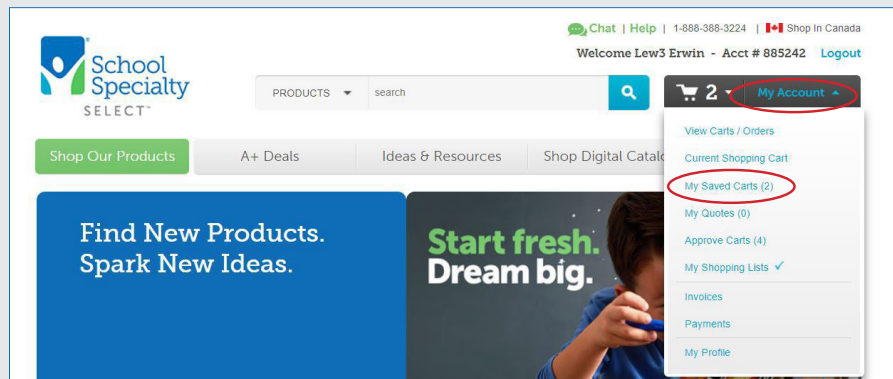 Chat | Help | 1-888-388-3224 | Shop In Canada
Welcome Lew3 Erwin - Acct # 885242 Logout
School
Specialty
SELECT
PRODUCTS search 2 My Account
Shop Our Products A+ Deals Ideas & Resources Shop Digital Catalo
View Carts / Orders
Current Shopping Cart
My Saved Carts (2)
My Quotes (0)
Approve Carts (4)
My Shopping Lists ✓
Invoices
Payments
My Profile
Find New Products.
Spark New Ideas.
Start fresh.
Dream big.